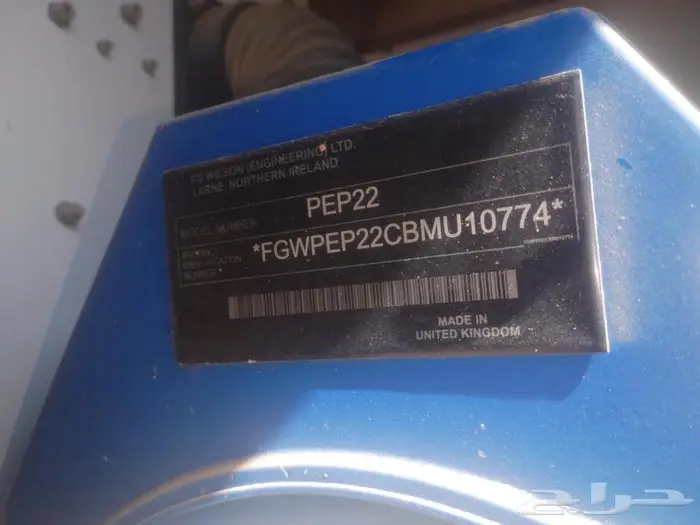 FG WILSON (ENGINEERING) LTD.
LARNE, NORTHERN IRELAND
MODEL NUMBER
PEP22
PRODUCT
IDENTIFICATION
NUMBER
*FGWPEP22CBMU10774*
MADE IN
UNITED KINGDOM
حراج